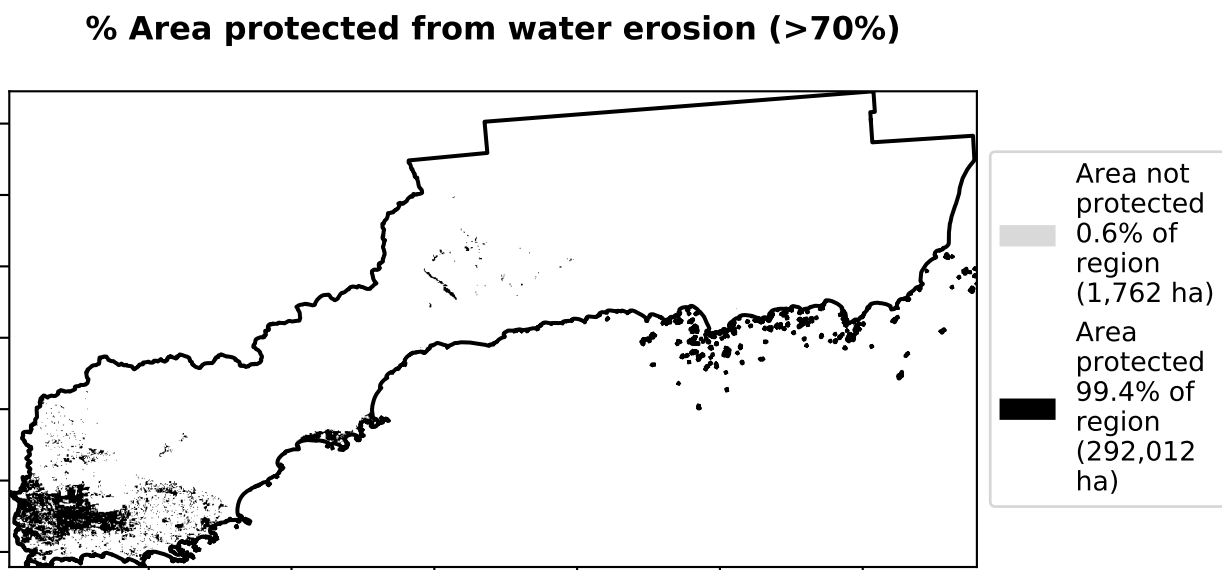 % Area protected from water erosion (>70%)
Area not
protected
0.6% of
region
(1,762 ha)
Area
protected
99.4% of
region
(292,012
ha)